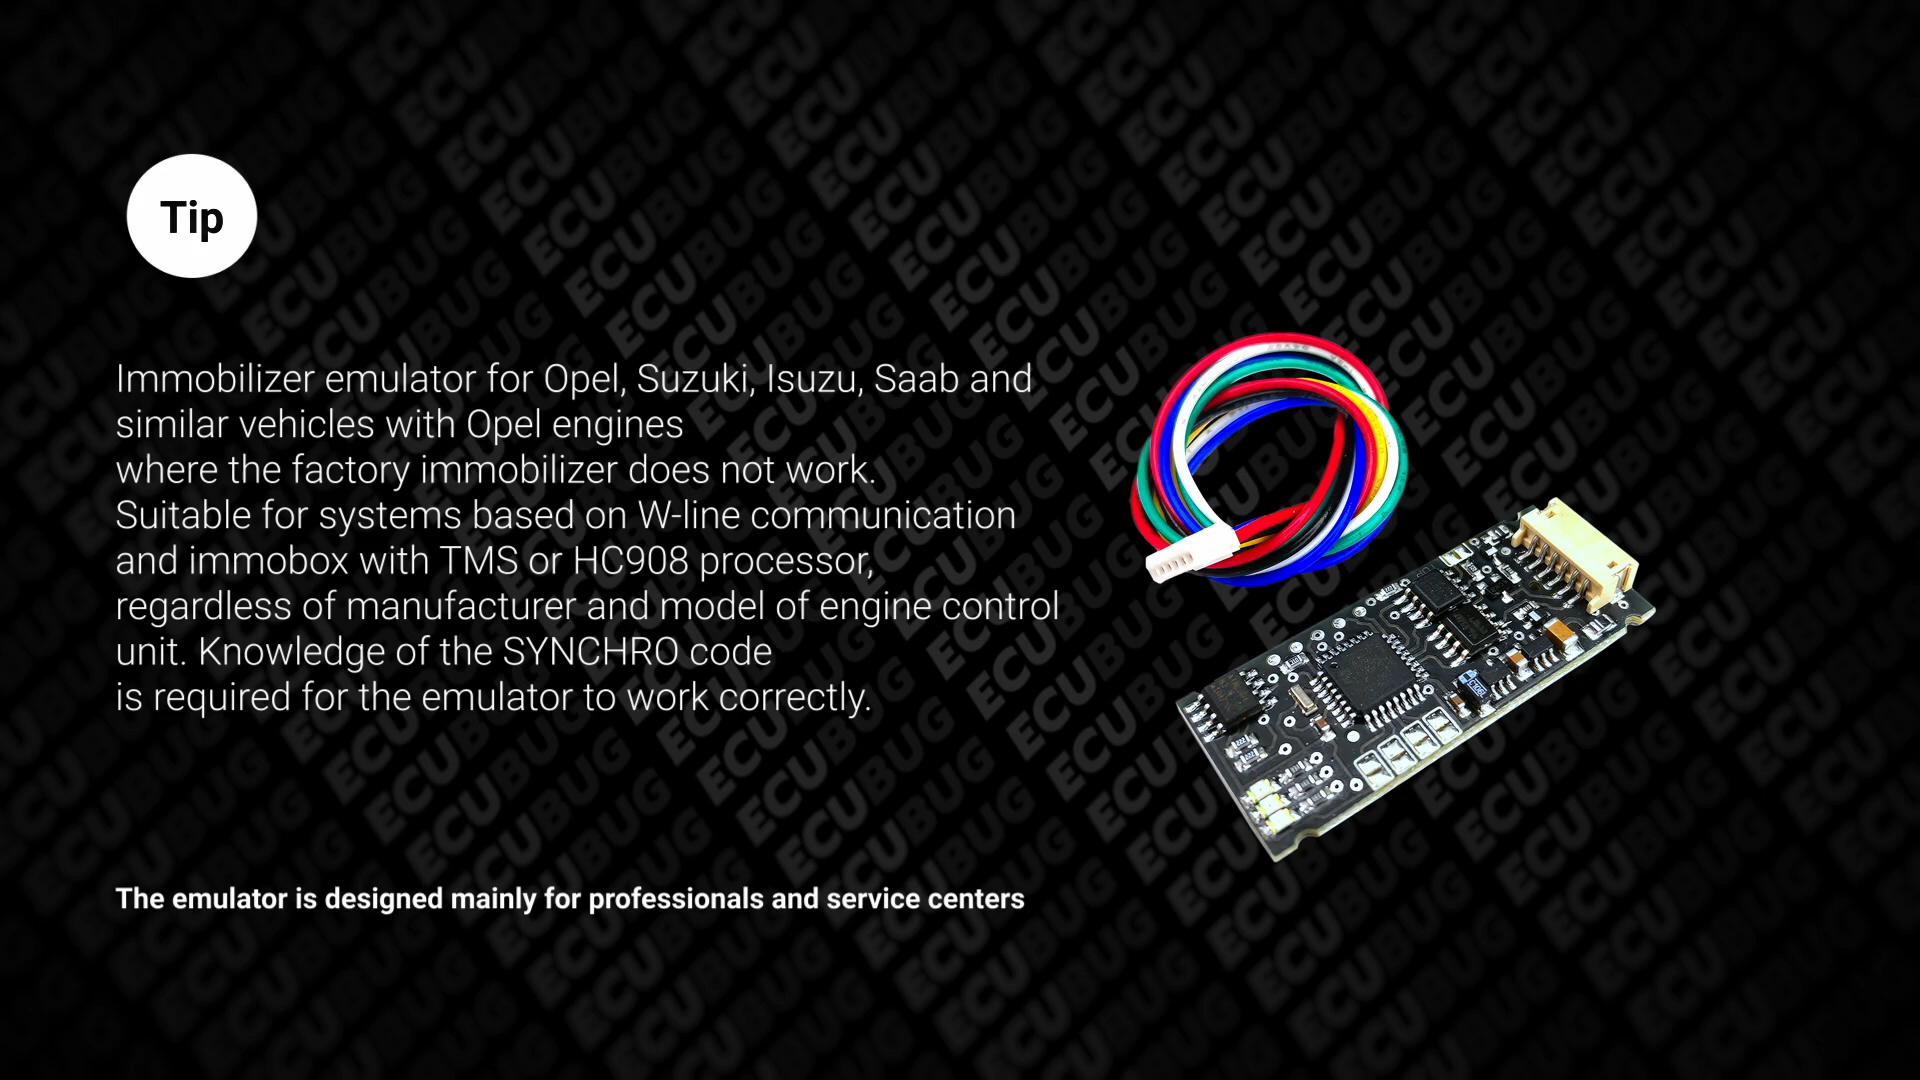 Tip
Immobilizer emulator for Opel, Suzuki, Isuzu, Saab and
similar vehicles with Opel engines
where the factory immobilizer does not work.
Suitable for systems based on W-line communication
and immobox with TMS or HC908 processor,
regardless of manufacturer and model of engine control
unit. Knowledge of the SYNCHRO code
is required for the emulator to work correctly.
The emulator is designed mainly for professionals and service centers
ECUBUG